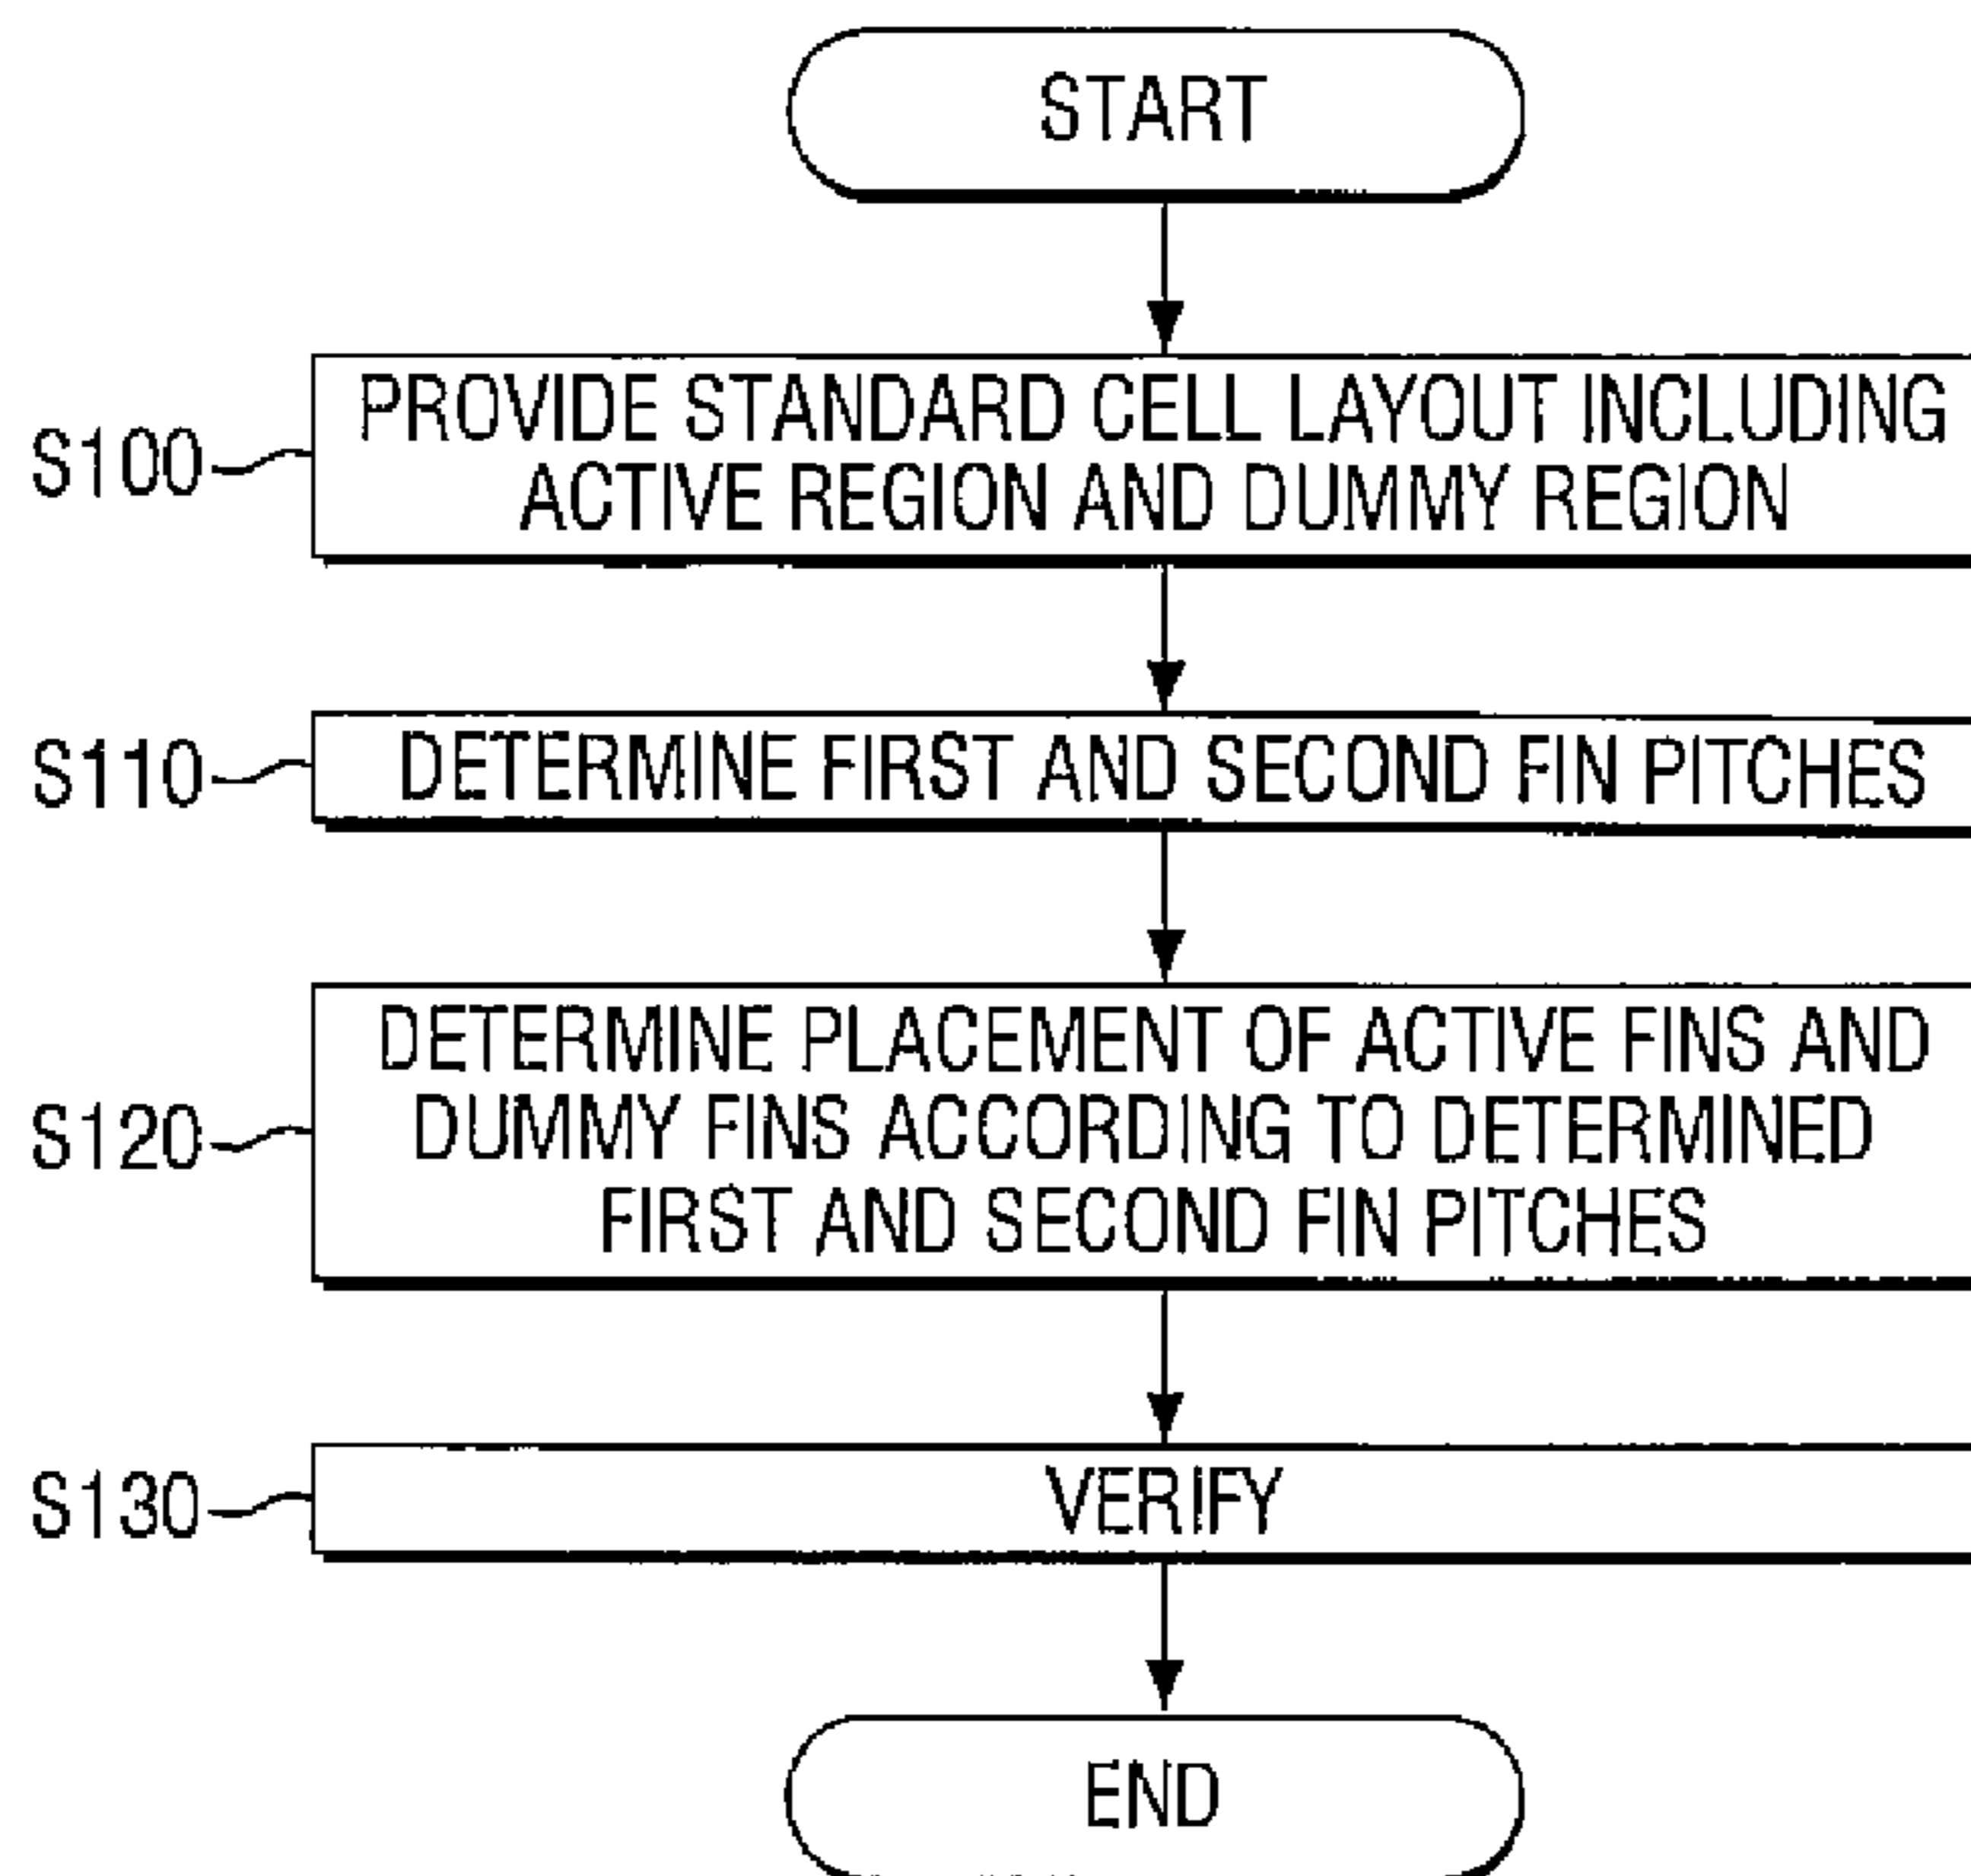 START
S100
PROVIDE STANDARD CELL LAYOUT INCLUDING
ACTIVE REGION AND DUMMY REGION
S110
DETERMINE FIRST AND SECOND FIN PITCHES
S120
DETERMINE PLACEMENT OF ACTIVE FINS AND
DUMMY FINS ACCORDING TO DETERMINED
FIRST AND SECOND FIN PITCHES
S130
VERIFY
END